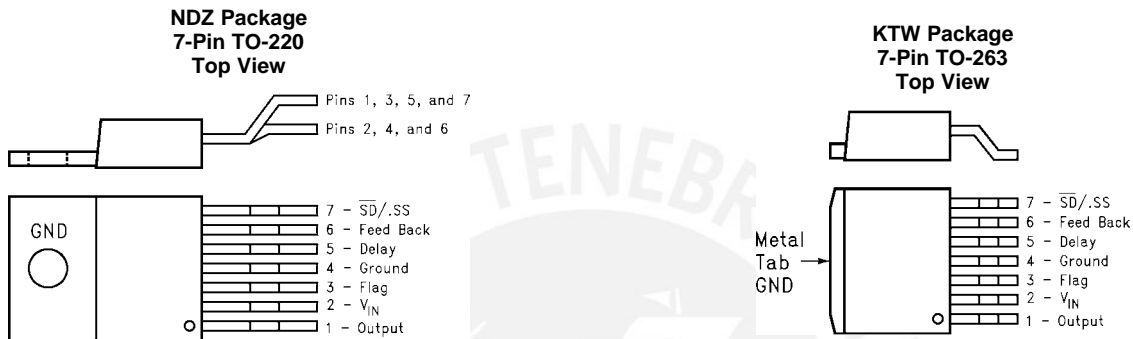 NDZ Package
7-Pin TO-220
Top View
Pins 1, 3, 5, and 7
Pins 2, 4, and 6
GND
7 - S̅D̅/.SS
6 - Feed Back
5 - Delay
4 - Ground
3 - Flag
2 - VIN
1 - Output
TENEBR
KTW Package
7-Pin TO-263
Top View
Metal
Tab
GND
7 - S̅D̅/.SS
6 - Feed Back
5 - Delay
4 - Ground
3 - Flag
2 - VIN
1 - Output